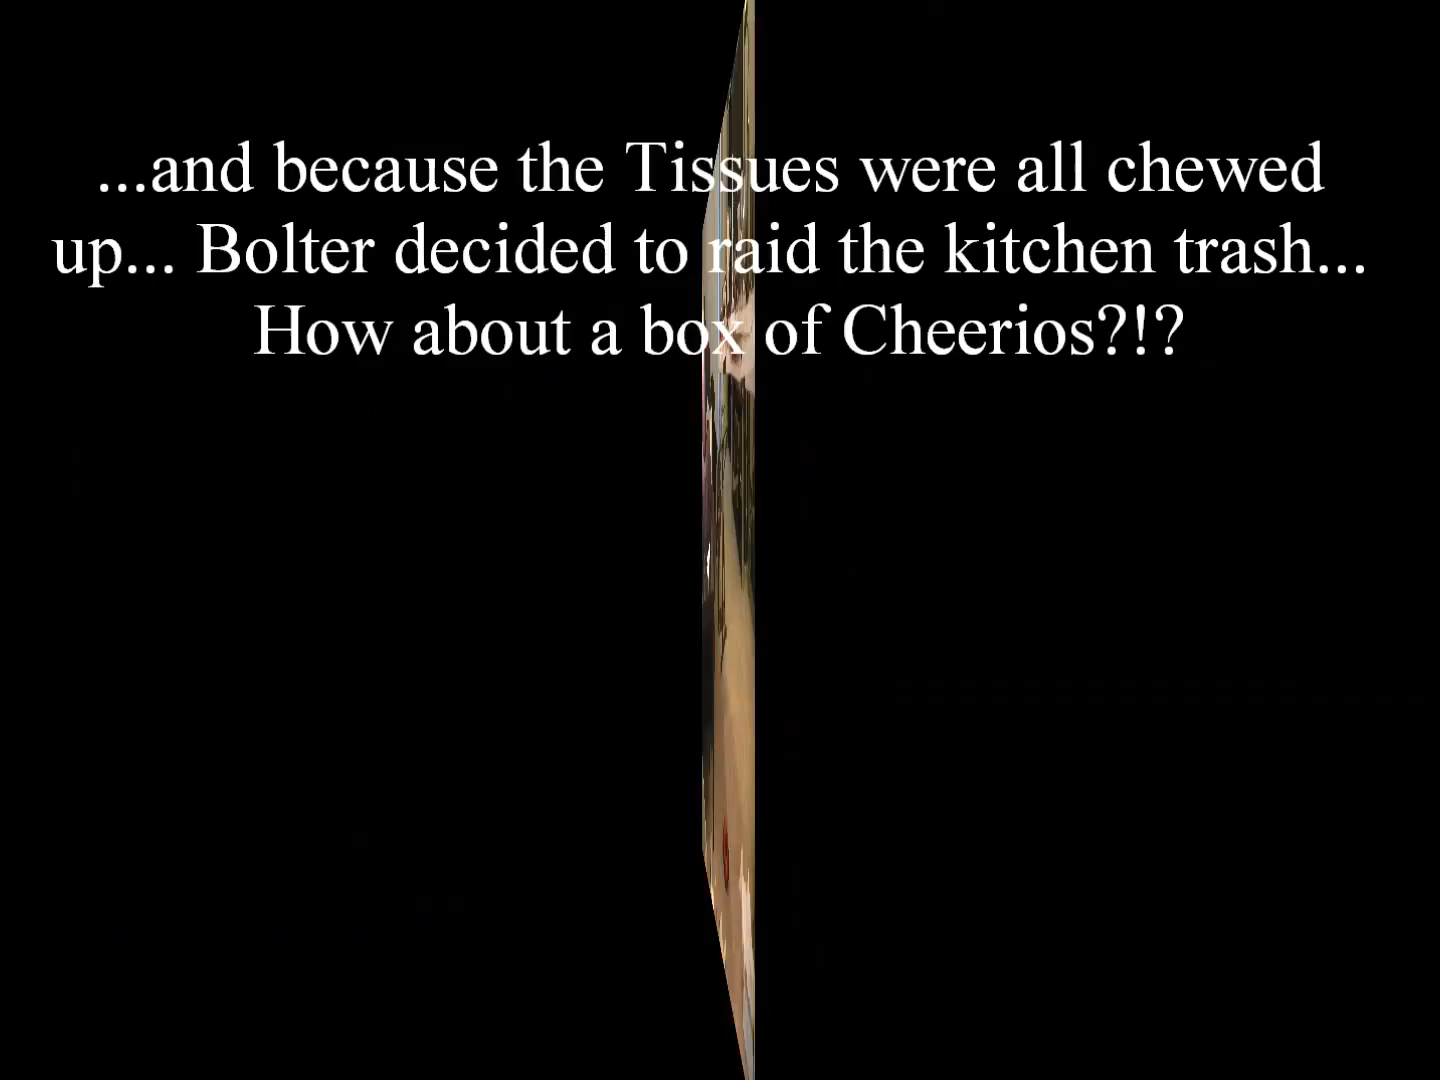 ...and because the Tissues were all chewed
up... Bolter decided to raid the kitchen trash...
How about a box of Cheerios?!?